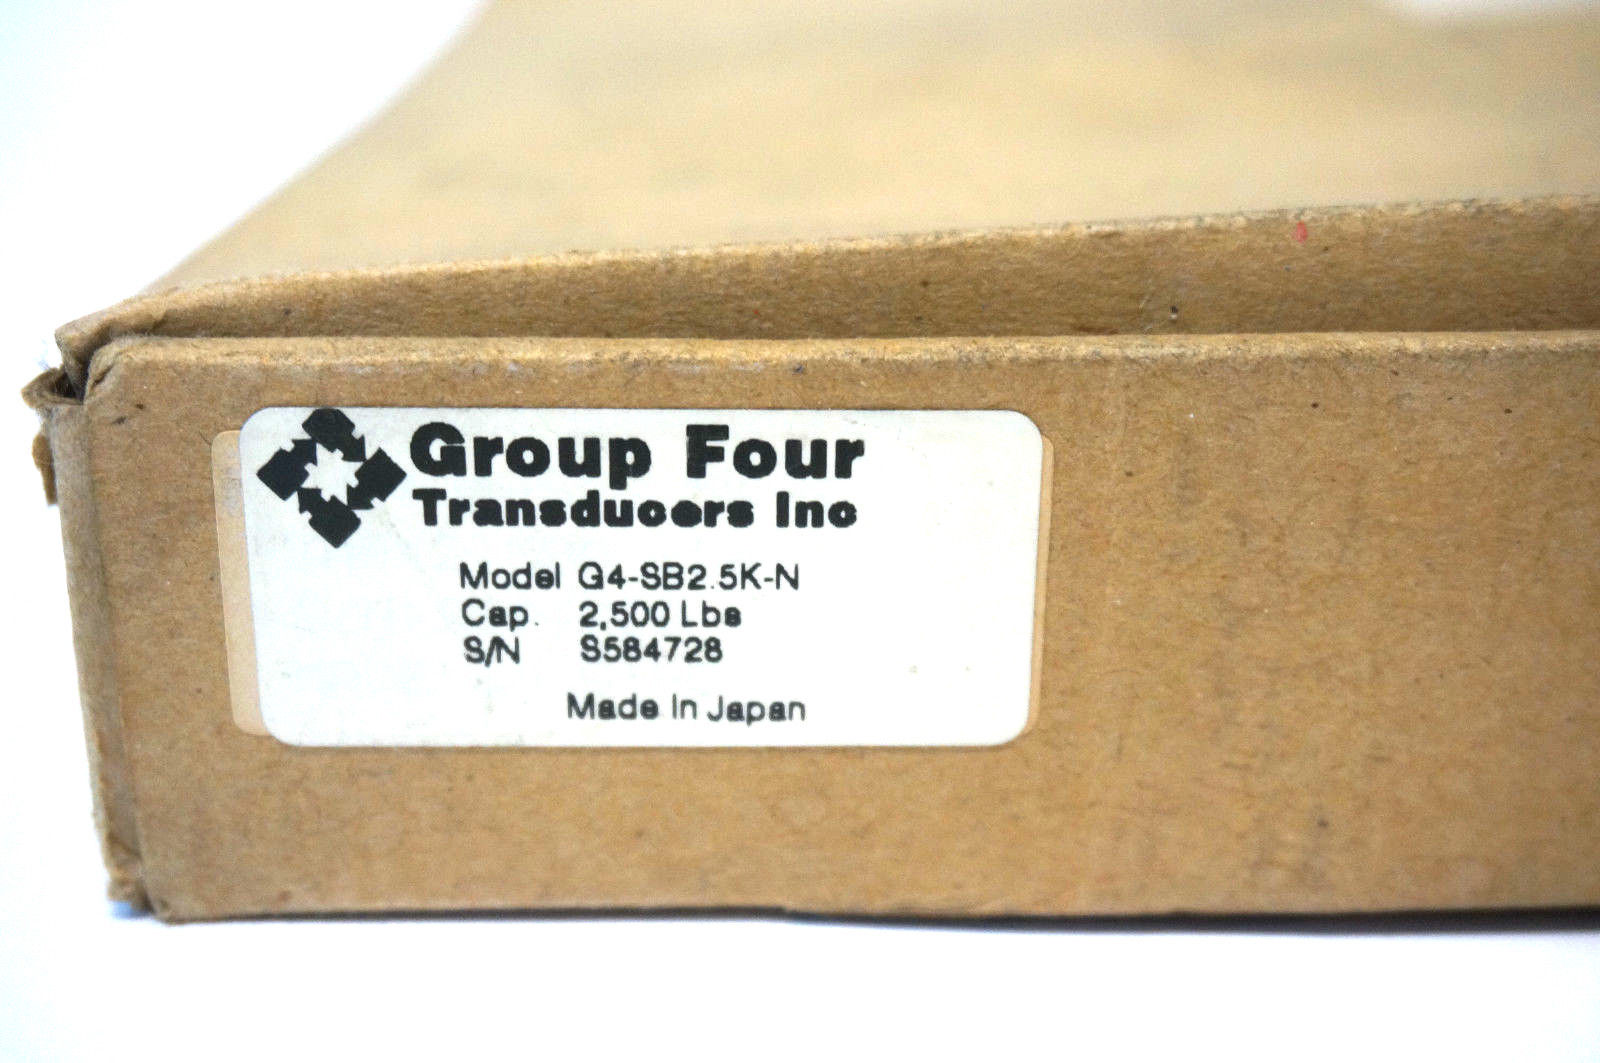 Group Four
Transducers Inc
Model G4-SB2.5K-N
Cap. 2,500 Lbs
S/N S584728
Made In Japan